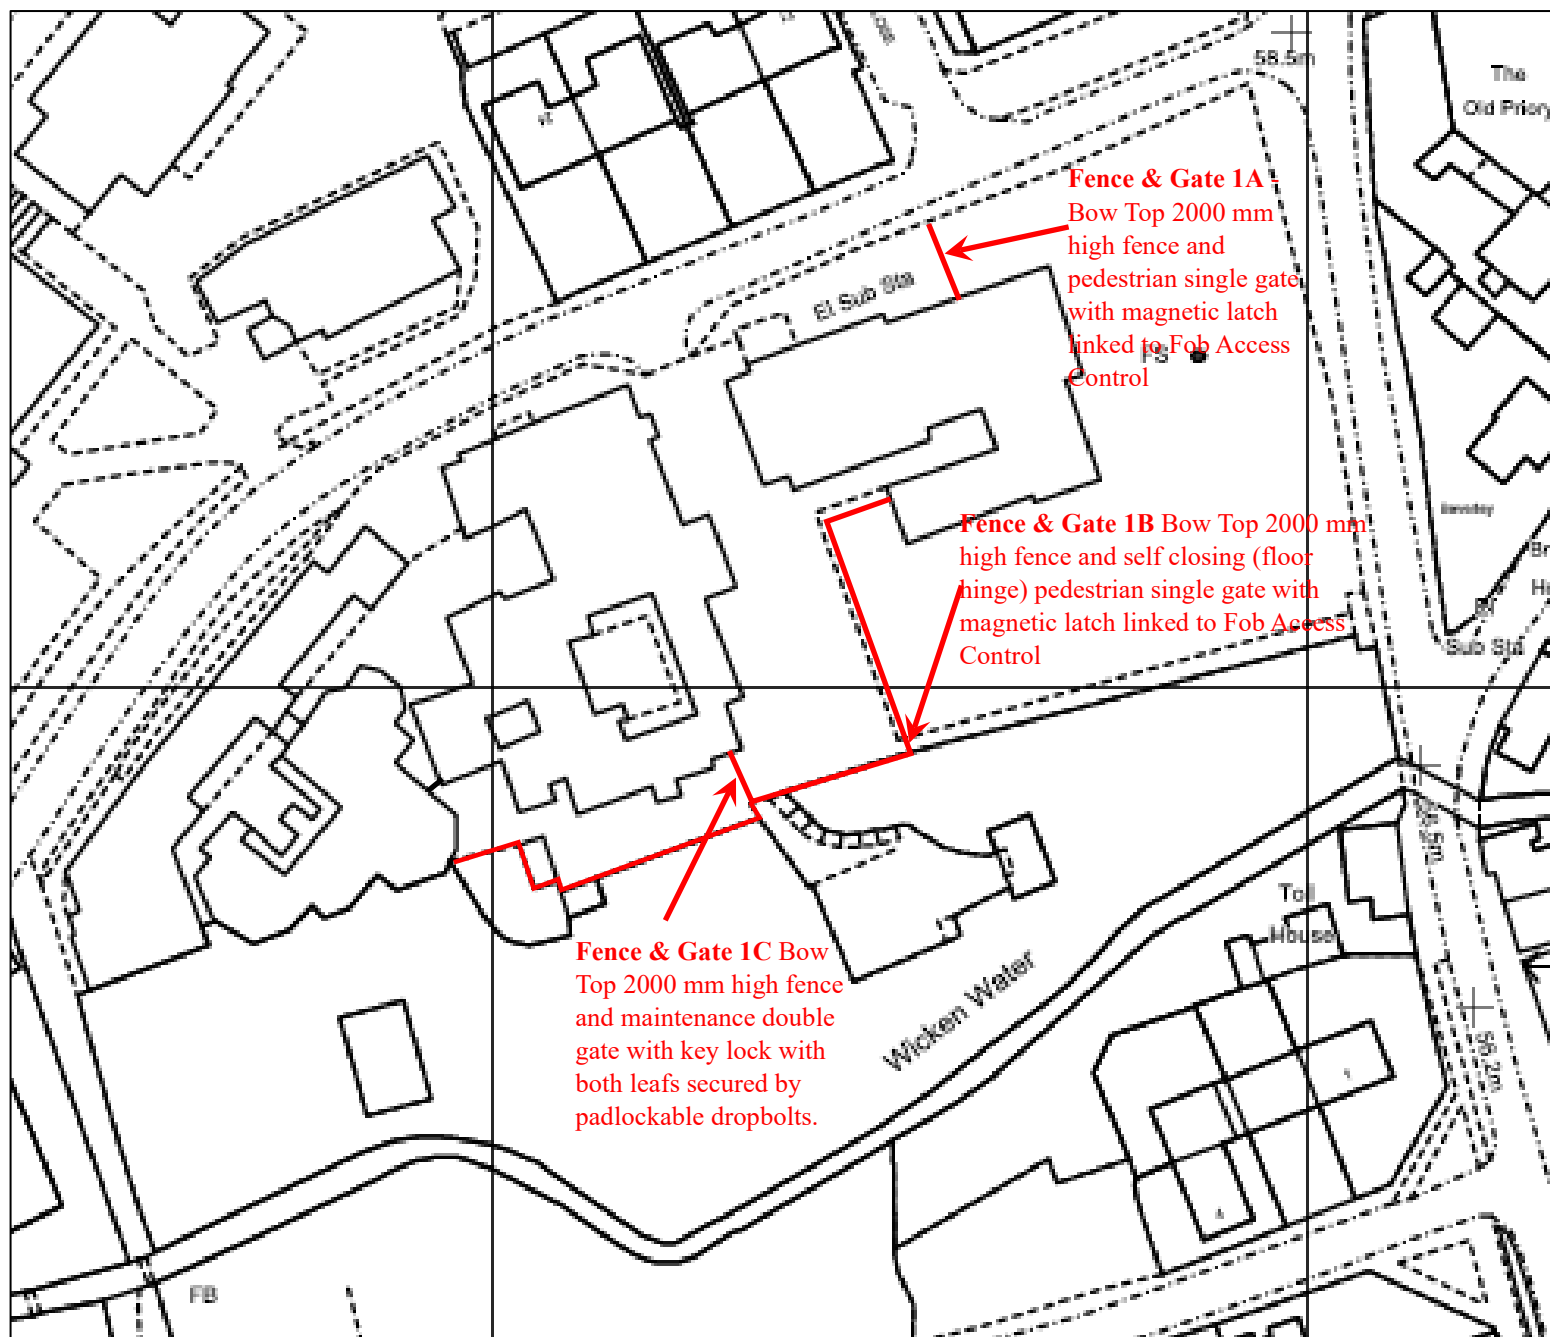 58.5m
The
Old Priory
Fence & Gate 1A -
Bow Top 2000 mm
high fence and
pedestrian single gate
with magnetic latch
linked to Fob Access
Control
El Sub Sta
PS
Fence & Gate 1B Bow Top 2000 mm
high fence and self closing (floor
hinge) pedestrian single gate with
magnetic latch linked to Fob Access
Control
El
Sub Sta
Toll
House
Fence & Gate 1C Bow
Top 2000 mm high fence
and maintenance double
gate with key lock with
both leafs secured by
padlockable dropbolts.
Wicken Water
1
4
FB